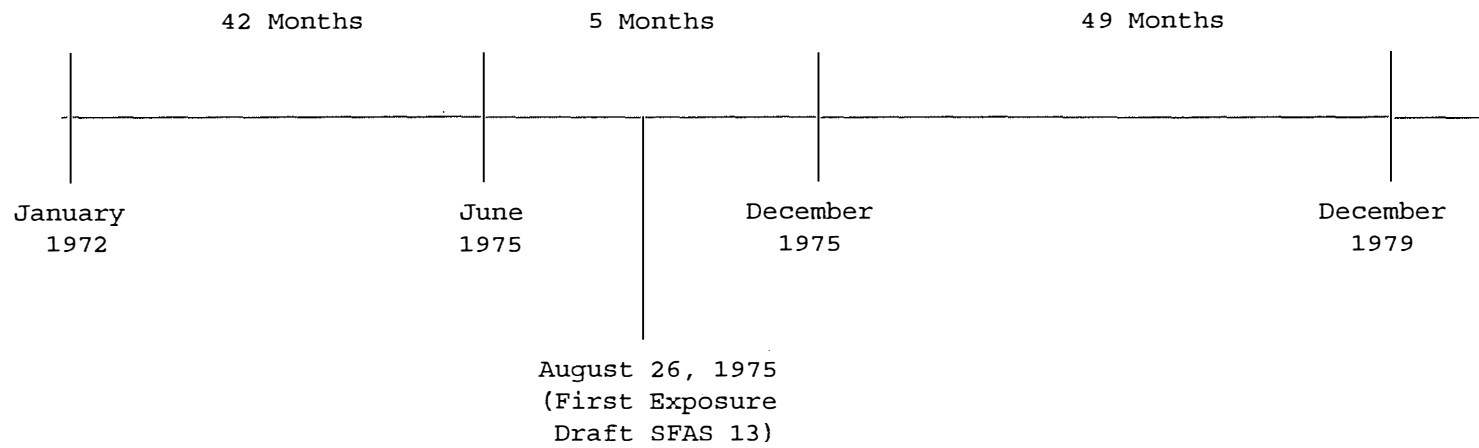 42 Months 5 Months 49 Months
January June December December
1972 1975 1975 1979
August 26, 1975
(First Exposure
Draft SFAS 13)